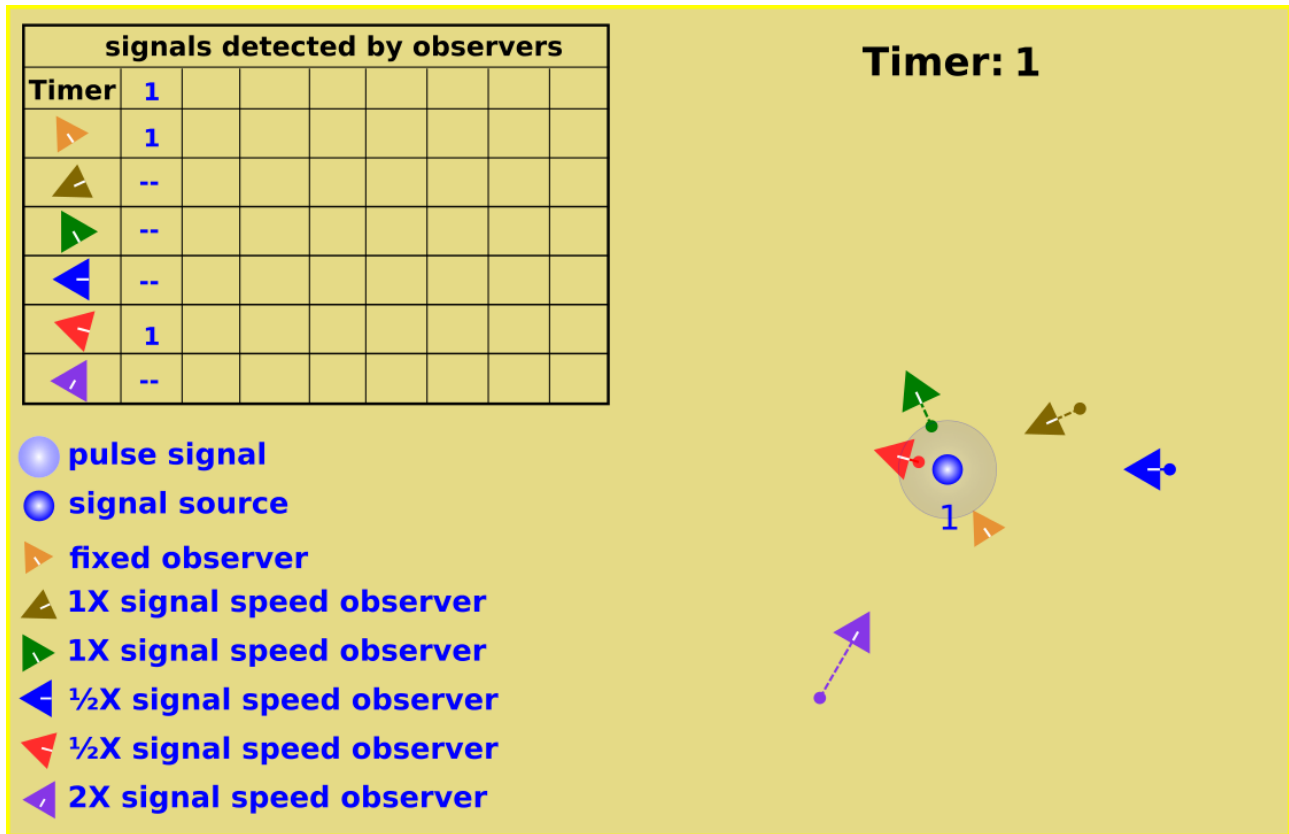 signals detected by observers
Timer: 1
Timer 1
1
--
--
--
1
--
pulse signal
signal source
1
fixed observer
1X signal speed observer
1X signal speed observer
½X signal speed observer
½X signal speed observer
2X signal speed observer